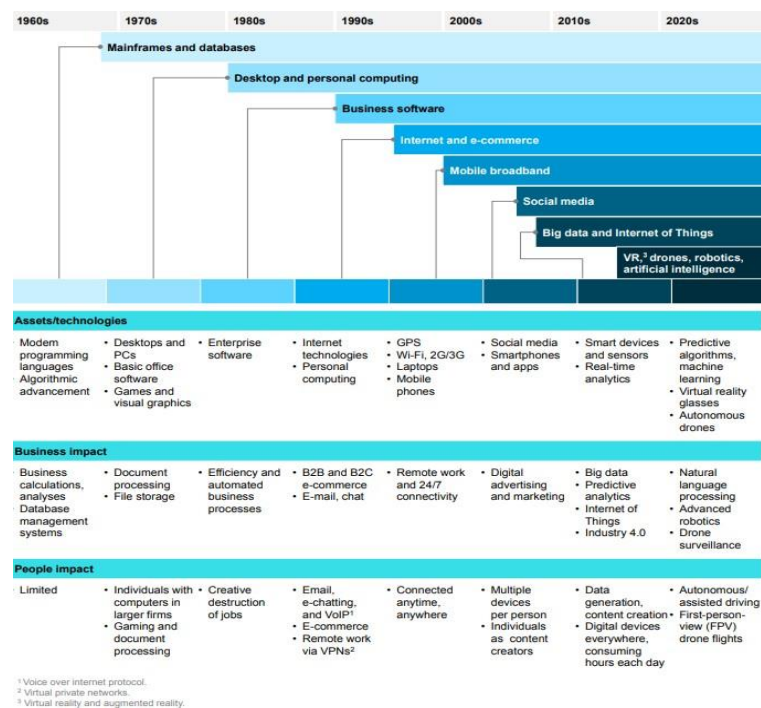 1960s 1970s 1980s 1990s 2000s 2010s 2020s
Mainframes and databases
Desktop and personal computing
Business software
Internet and e-commerce
Mobile broadband
Social media
Big data and Internet of Things
VR,³ drones, robotics,
artificial intelligence
Assets/technologies
Modern
programming
languages
Algorithmic
advancement
• Desktops and
PCs
• Basic office
software
• Games and
visual graphics
• Enterprise
software
• Internet
technologies
• Personal
computing
• GPS
• Wi-Fi, 2G/3G
• Laptops
• Mobile
phones
• Social media
• Smartphones
and apps
• Smart devices
and sensors
• Real-time
analytics
• Predictive
algorithms,
machine
learning
• Virtual reality
glasses
• Autonomous
drones
Business impact
Business
calculations,
analyses
Database
management
systems
• Document
processing
• File storage
• Efficiency and
automated
business
processes
• B2B and B2C
e-commerce
• E-mail, chat
• Remote work
and 24/7
connectivity
• Digital
advertising
and marketing
• Big data
• Predictive
analytics
• Internet of
Things
• Industry 4.0
• Natural
language
processing
• Advanced
robotics
• Drone
surveillance
People impact
Limited
• Individuals with
computers in
larger firms
• Gaming and
document
processing
• Creative
destruction
of jobs
• Email,
e-chatting,
and VoIP¹
• E-commerce
• Remote work
via VPNs²
• Connected
anytime,
anywhere
• Multiple
devices
per person
• Individuals
as content
creators
• Data
generation,
content creation
• Digital devices
everywhere,
consuming
hours each day
• Autonomous/
assisted driving
• First-person-
view (FPV)
drone flights
¹ Voice over internet protocol.
² Virtual private networks.
³ Virtual reality and augmented reality.